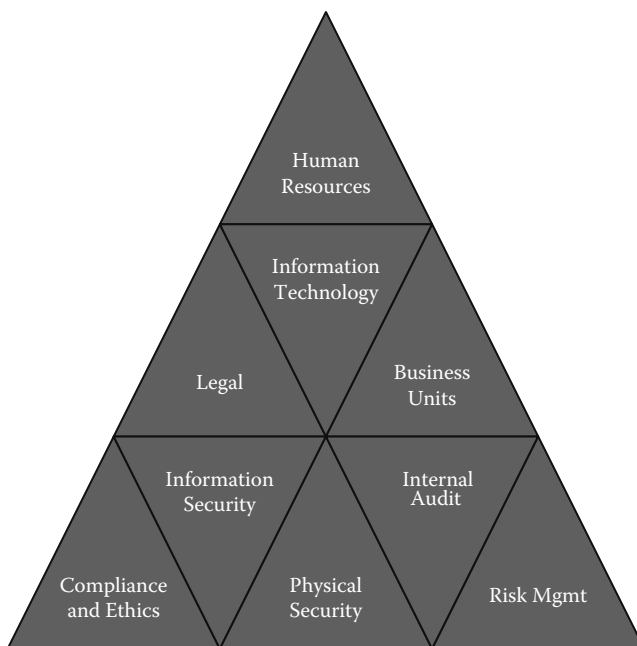 Human
Resources
Information
Technology
Legal
Business
Units
Information
Security
Internal
Audit
Compliance
and Ethics
Physical
Security
Risk Mgmt